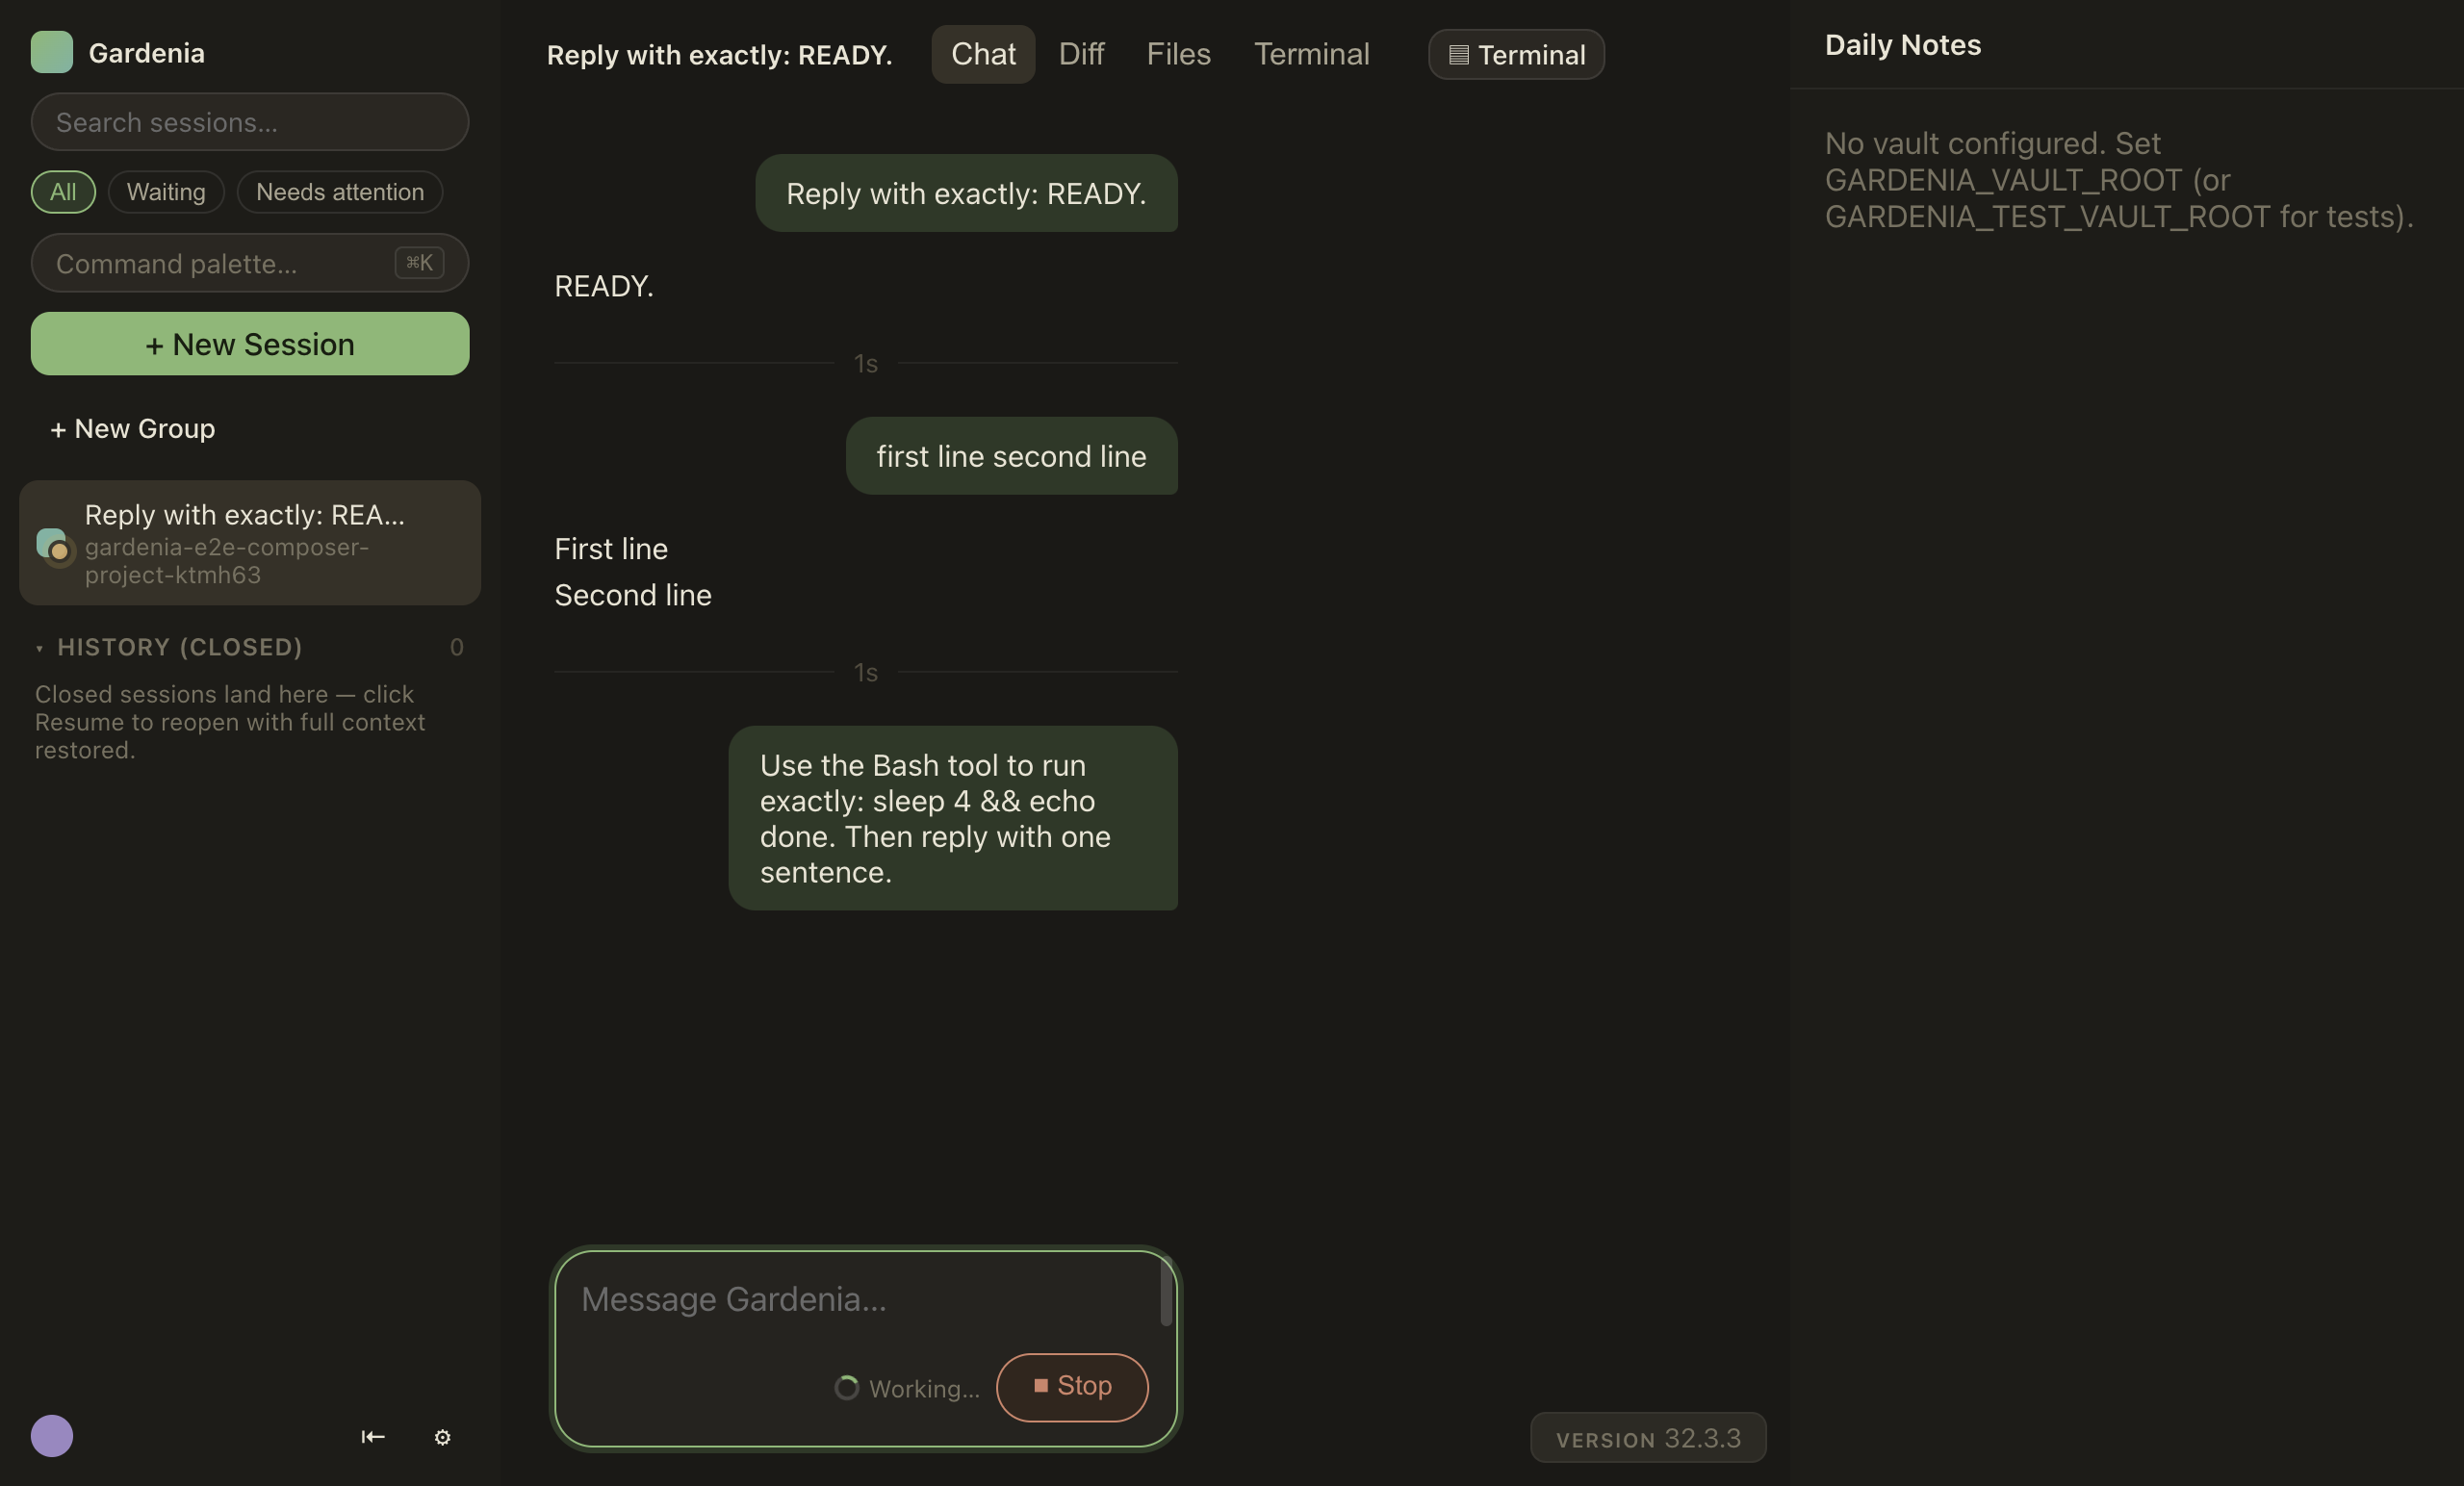 Gardenia
Search sessions...
All
Waiting
Needs attention
Command palette...
⌘K
+ New Session
+ New Group
Reply with exactly: REA...
gardenia-e2e-composer-
project-ktmh63
HISTORY (CLOSED)
0
Closed sessions land here — click
Resume to reopen with full context
restored.
Reply with exactly: READY.
Chat
Diff
Files
Terminal
Terminal
Reply with exactly: READY.
READY.
1s
first line second line
First line
Second line
1s
Use the Bash tool to run
exactly: sleep 4 && echo
done. Then reply with one
sentence.
Message Gardenia...
Working...
Stop
VERSION 32.3.3
Daily Notes
No vault configured. Set
GARDENIA_VAULT_ROOT (or
GARDENIA_TEST_VAULT_ROOT for tests).